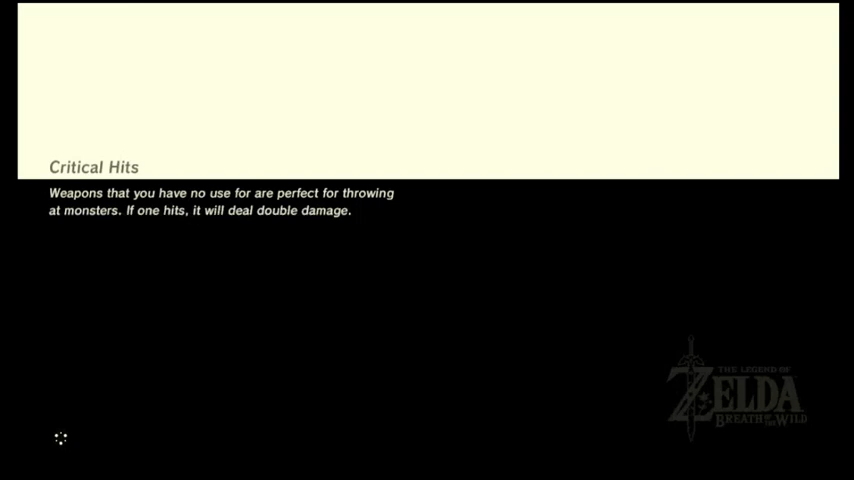 Critical Hits
Weapons that you have no use for are perfect for throwing
at monsters. If one hits, it will deal double damage.
THE LEGEND OF
ZELDA
BREATH OF THE WILD